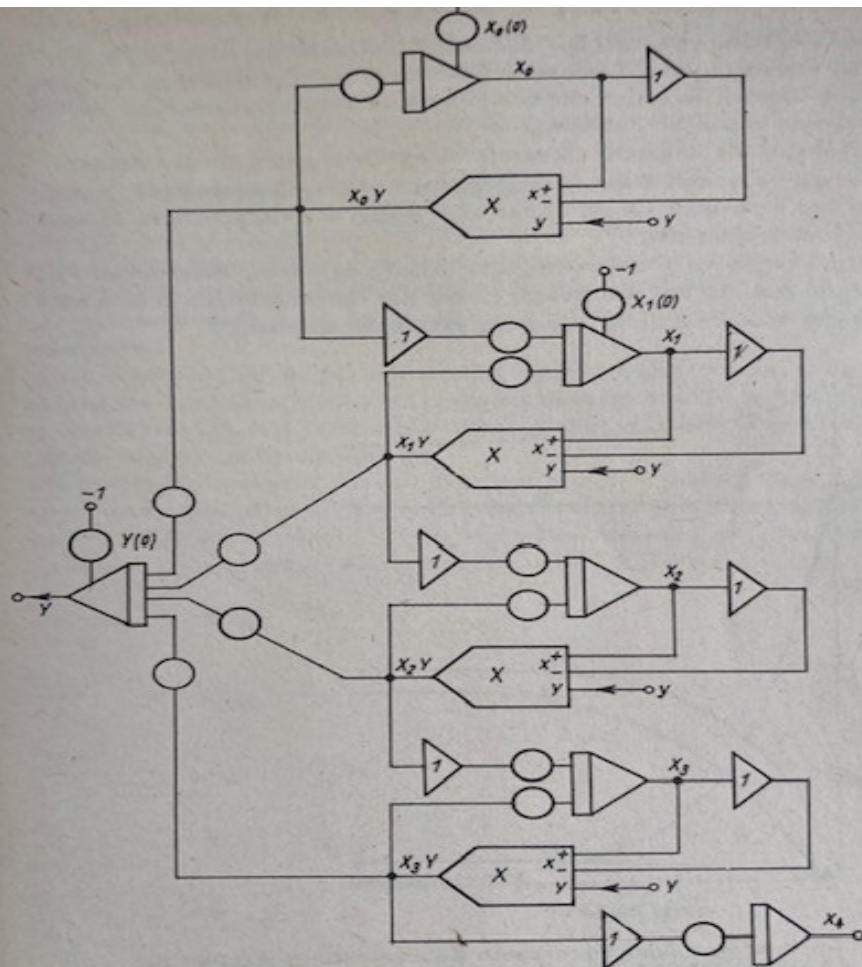 X₀(0)
X₀
1
X₀Y
X
x+
-
y
Y
-1
X₁(0)
1
X₁
1
X₁Y
X
x+
-
Y
Y
-1
Y(0)
Y
1
X₂
1
X₂Y
X
x+
-
Y
Y
1
X₃
1
X₃Y
X
x+
-
Y
Y
1
X₄